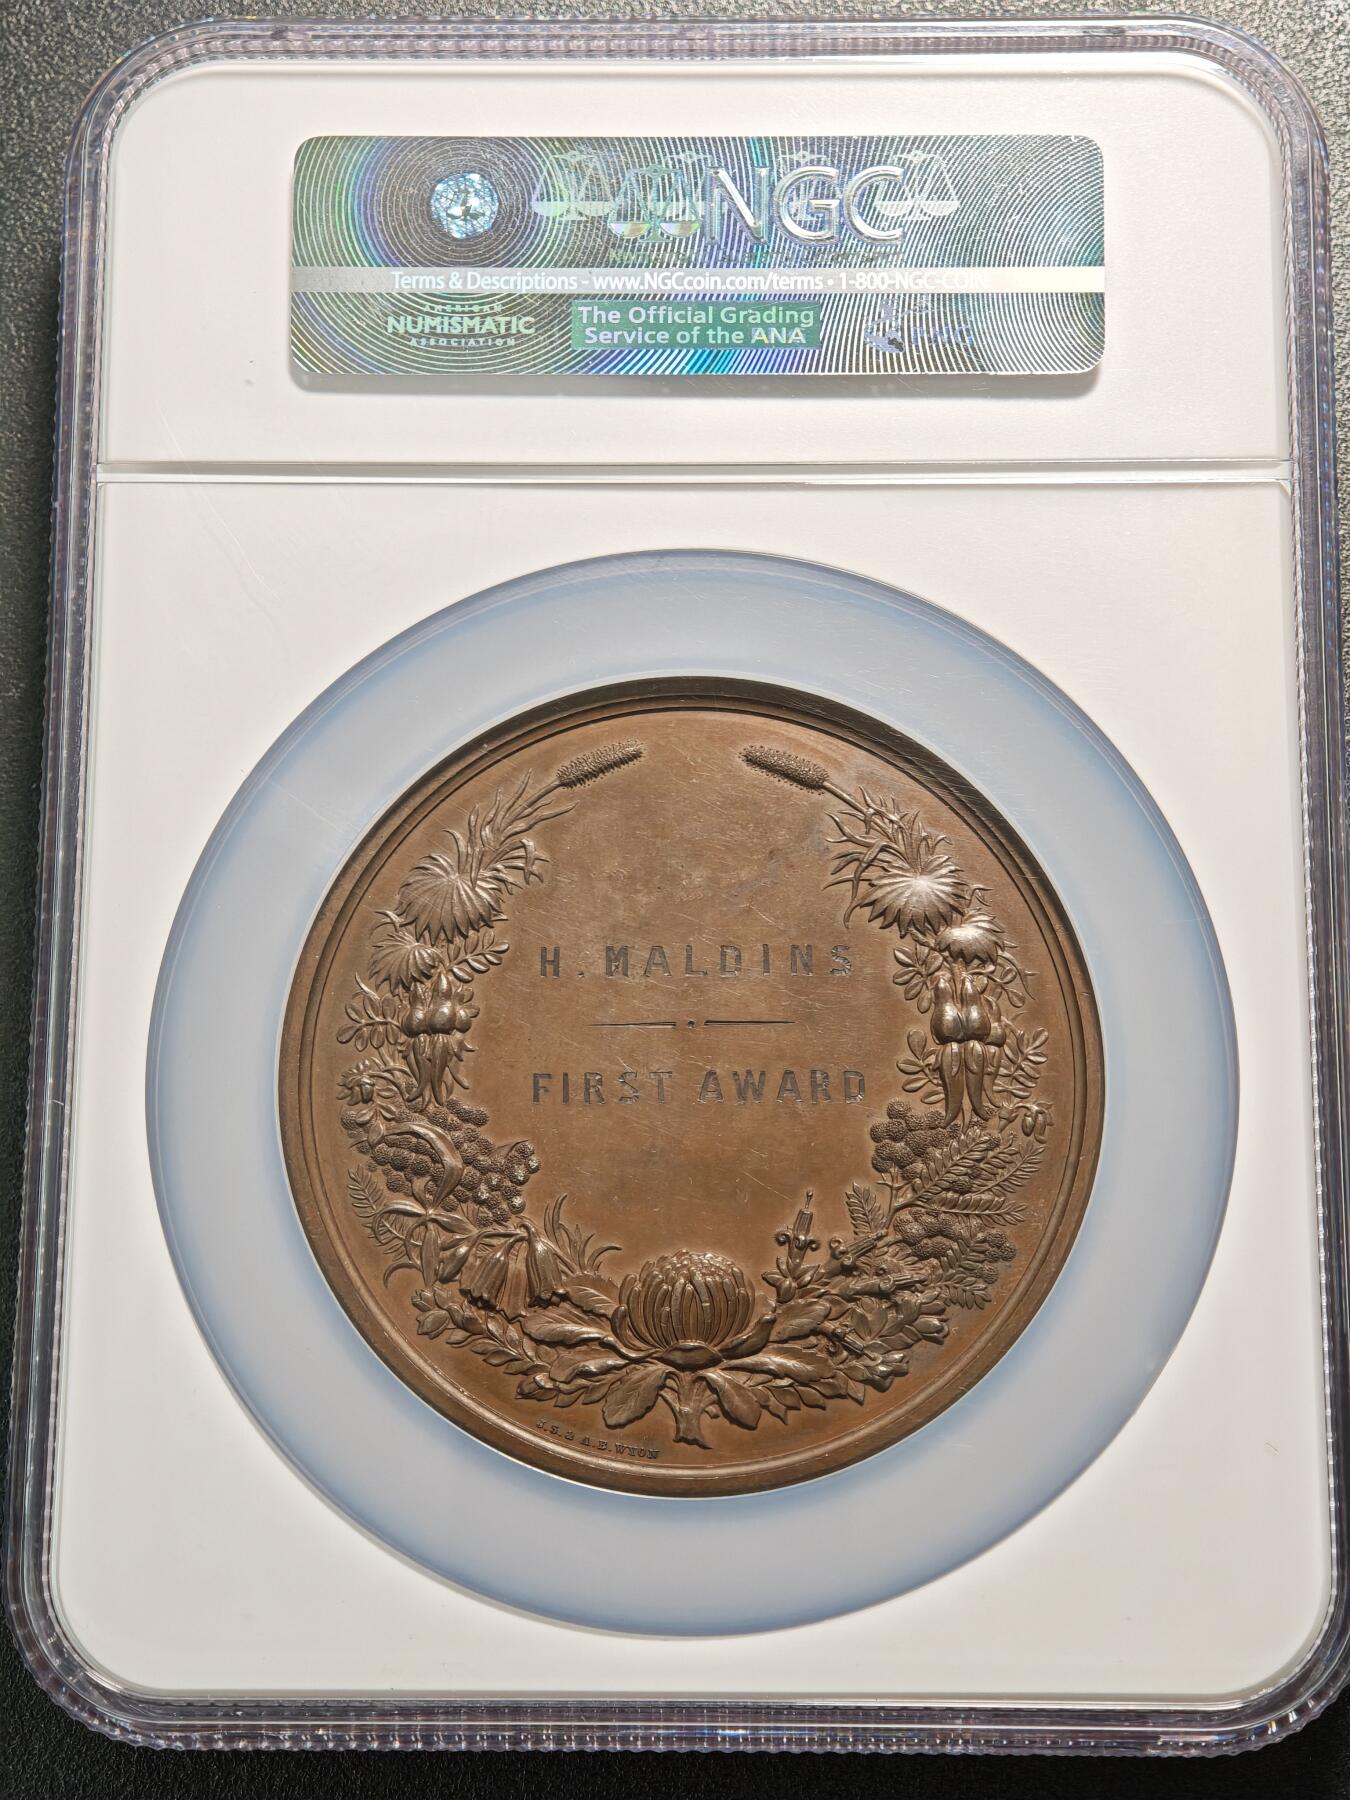 NGC
Terms & Descriptions - www.NGCcoin.com/terms • 1-800-NGC-COIN
AMERICAN
NUMISMATIC
ASSOCIATION
The Official Grading
Service of the ANA
PNG
H. MALDINS
FIRST AWARD
J.S. & A.B. WYON